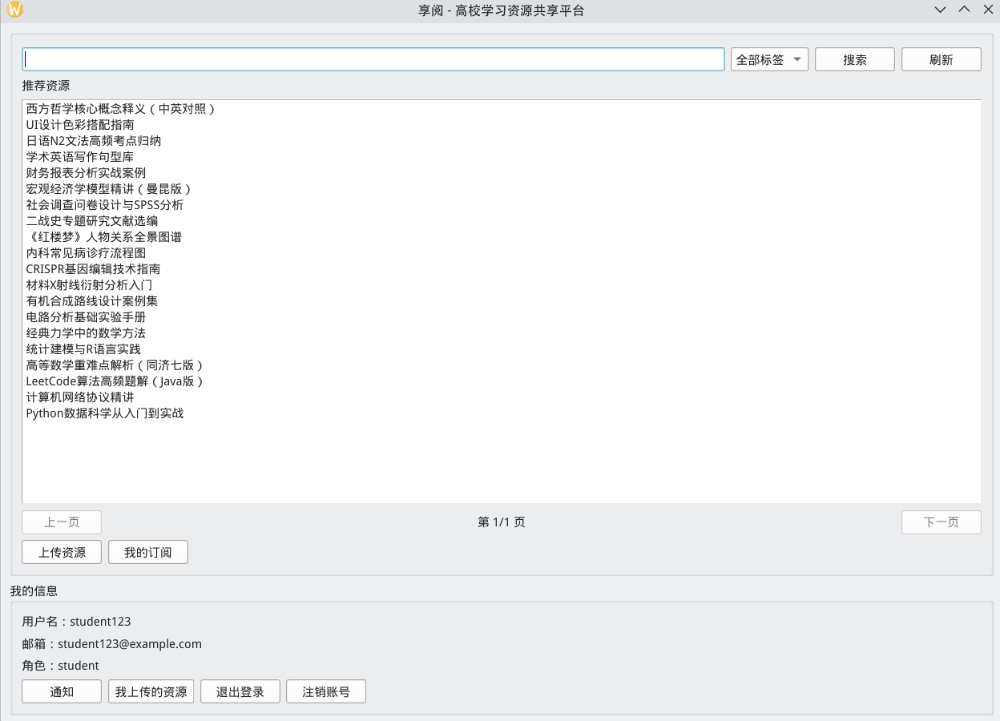 享阅 - 高校学习资源共享平台
全部标签 搜索 刷新
推荐资源
西方哲学核心概念释义（中英对照）
UI设计色彩搭配指南
日语N2文法高频考点归纳
学术英语写作句型库
财务报表分析实战案例
宏观经济学模型精讲（曼昆版）
社会调查问卷设计与SPSS分析
二战史专题研究文献选编
《红楼梦》人物关系全景图谱
内科常见病诊疗流程图
CRISPR基因编辑技术指南
材料X射线衍射分析入门
有机合成路线设计案例集
电路分析基础实验手册
经典力学中的数学方法
统计建模与R语言实践
高等数学重难点解析（同济七版）
LeetCode算法高频题解（Java版）
计算机网络协议精讲
Python数据科学从入门到实战
上一页 第 1/1 页 下一页
上传资源 我的订阅
我的信息
用户名：student123
邮箱：student123@example.com
角色：student
通知 我上传的资源 退出登录 注销账号